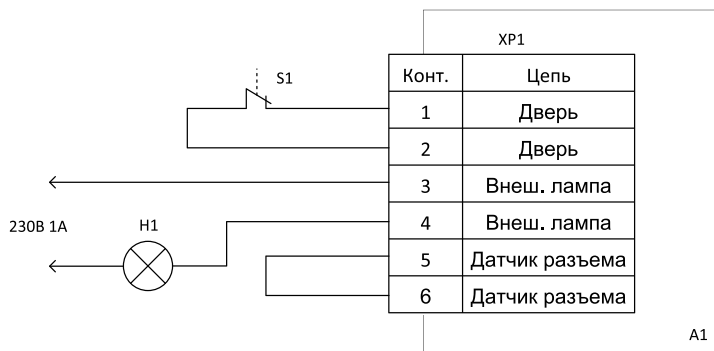 XP1
S1
Конт. Цепь
1 Дверь
2 Дверь
3 Внеш. лампа
230В 1А H1
4 Внеш. лампа
5 Датчик разъема
6 Датчик разъема
А1